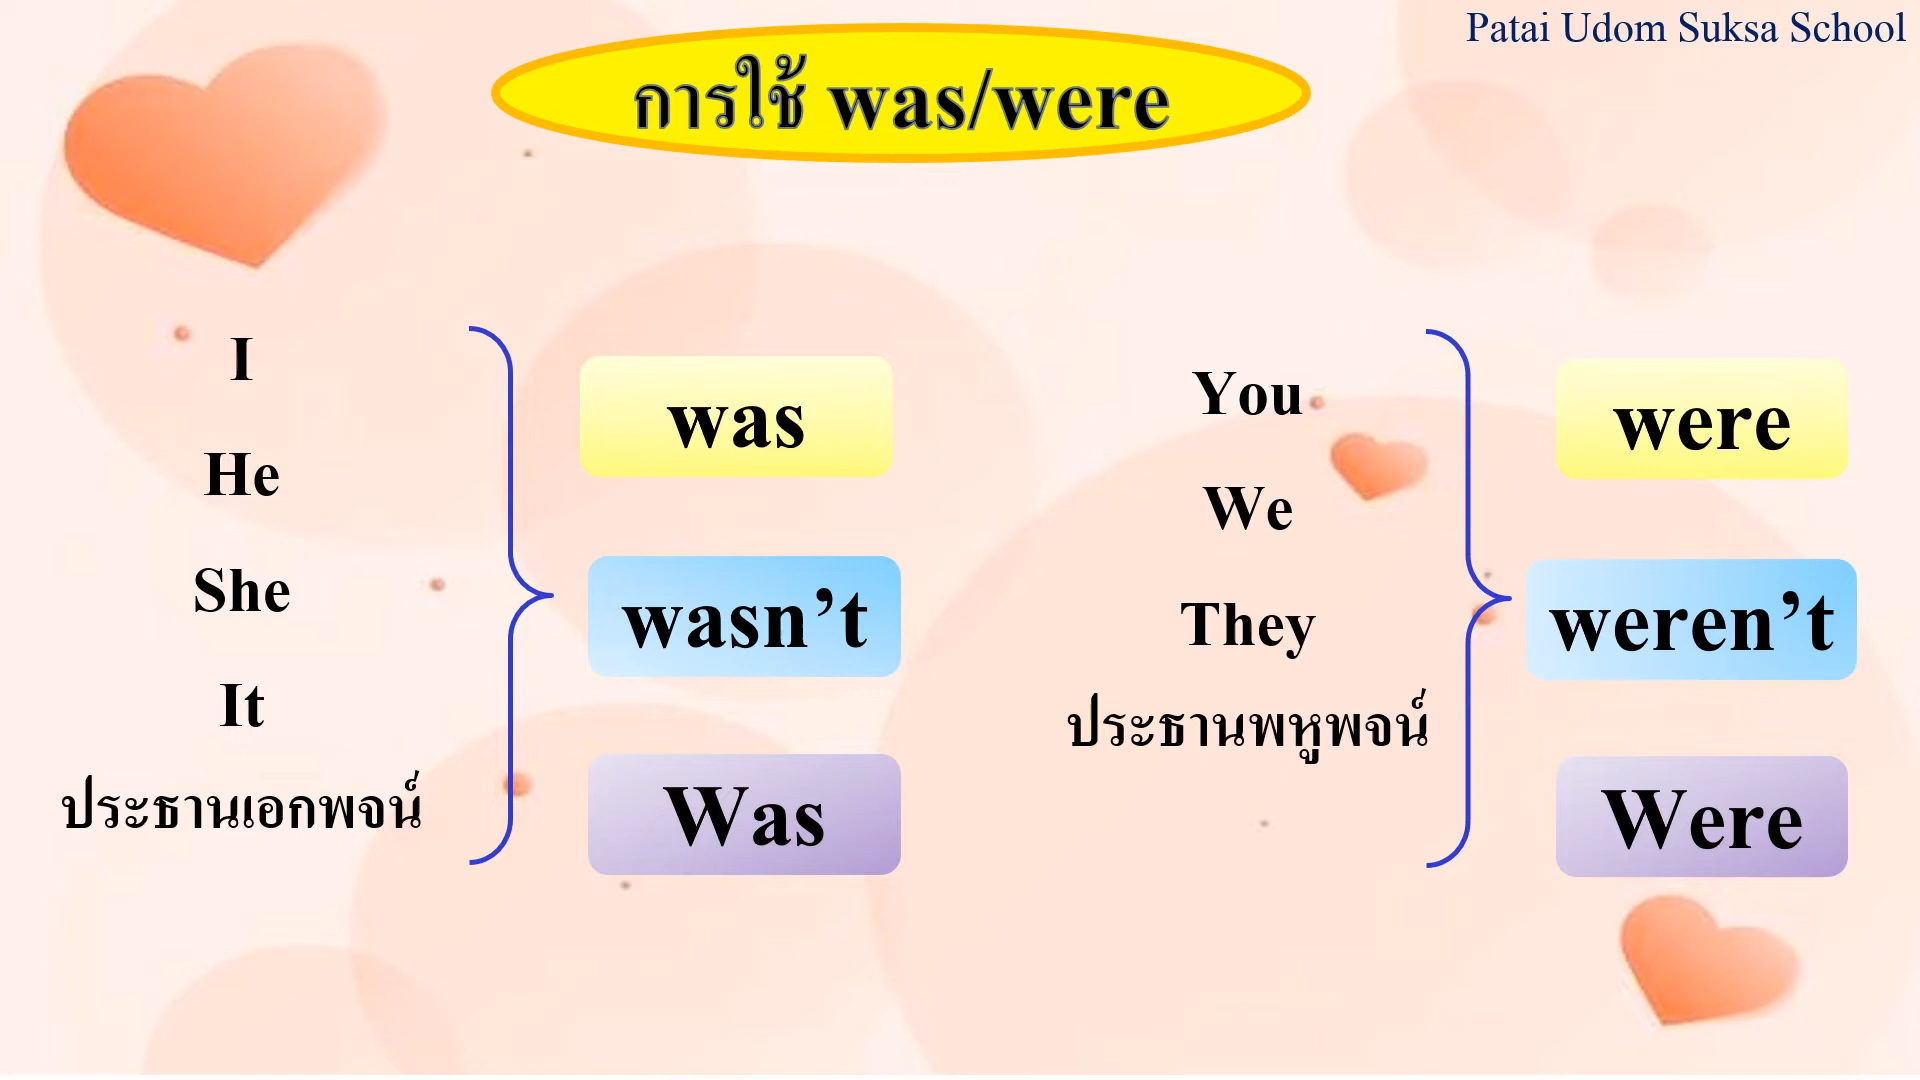 Patai Udom Suksa School
การใช้ was/were
I
He
She
It
ประธานเอกพจน์
was
wasn’t
Was
You
We
They
ประธานพหูพจน์
were
weren’t
Were